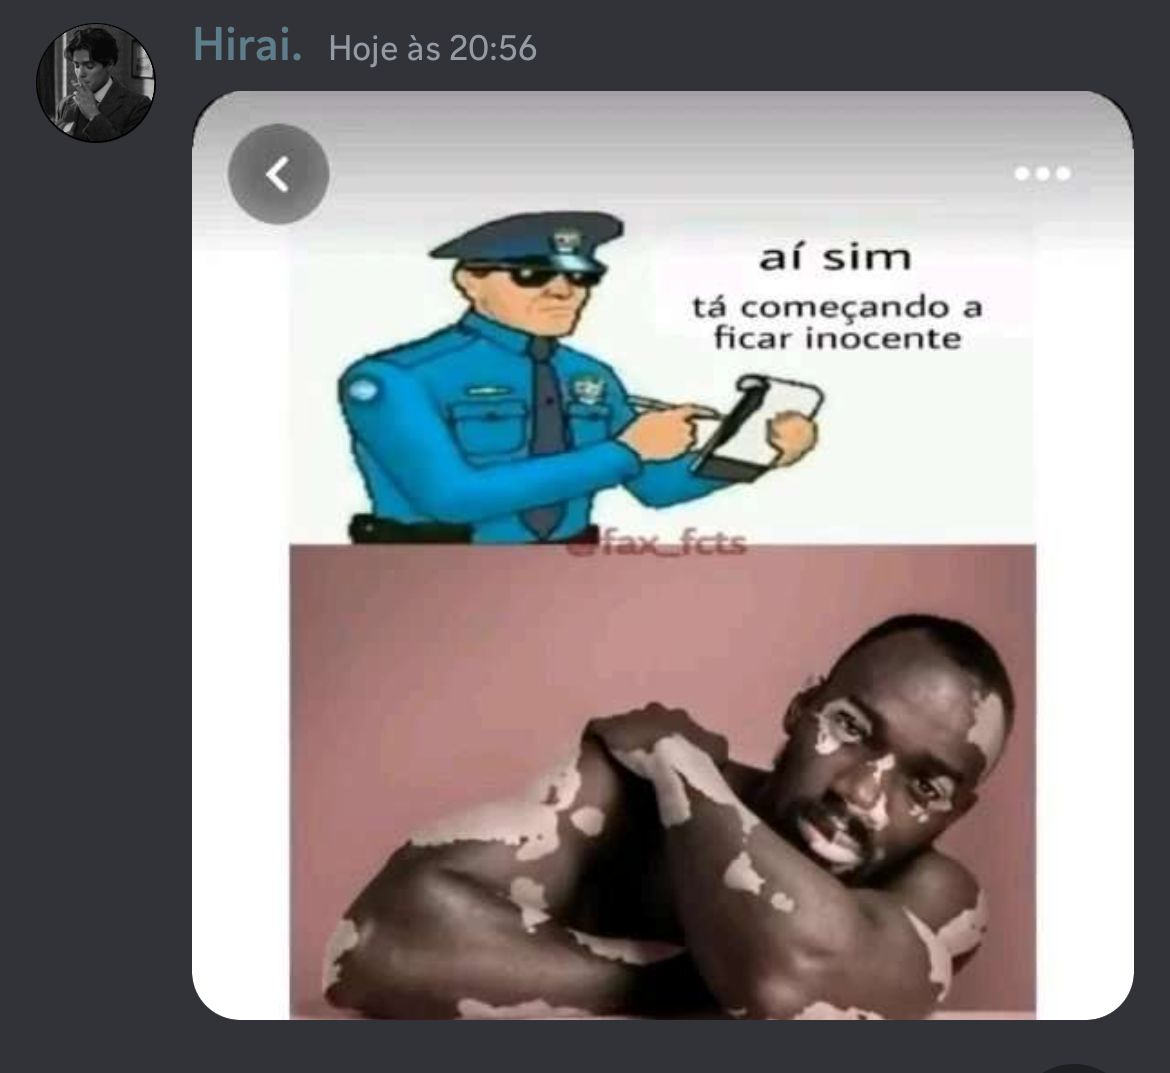 Hirai. Hoje às 20:56
aí sim
tá começando a
ficar inocente
@fax_fcts